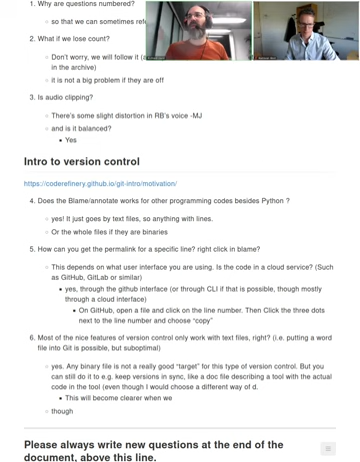 1. Why are questions numbered?
so that we can sometimes
2. What if we lose count?
Don't worry, we will follow it
in the archive)
it is not a big problem if they are off
3. Is audio clipping?
There's some slight distortion in RB's voice -MJ
and is it balanced?
Yes
Intro to version control
https://coderefinery.github.io/git-intro/motivation/
4. Does the Blame/annotate works for other programming codes besides Python ?
yes! It just goes by text files, so anything with lines.
Or the whole files if they are binaries
5. How can you get the permalink for a specific line? right click in blame?
This depends on what user interface you are using. Is the code in a cloud service? (Such
as GitHub, GitLab or similar)
yes, through the github interface (or through CLI if that is possible, though mostly
through a cloud interface)
On GitHub, open a file and click on the line number. Then Click the three dots
next to the line number and choose “copy”
6. Most of the nice features of version control only work with text files, right? (i.e. putting a word
file into Git is possible, but suboptimal)
yes. Any binary file is not a really good “target” for this type of version control. But you
can still do it to e.g. keep versions in sync, like a doc file describing a tool with the actual
code in the tool (even though I would choose a different way of d.
This will become clearer when we
though
Please always write new questions at the end of the
document, above this line.